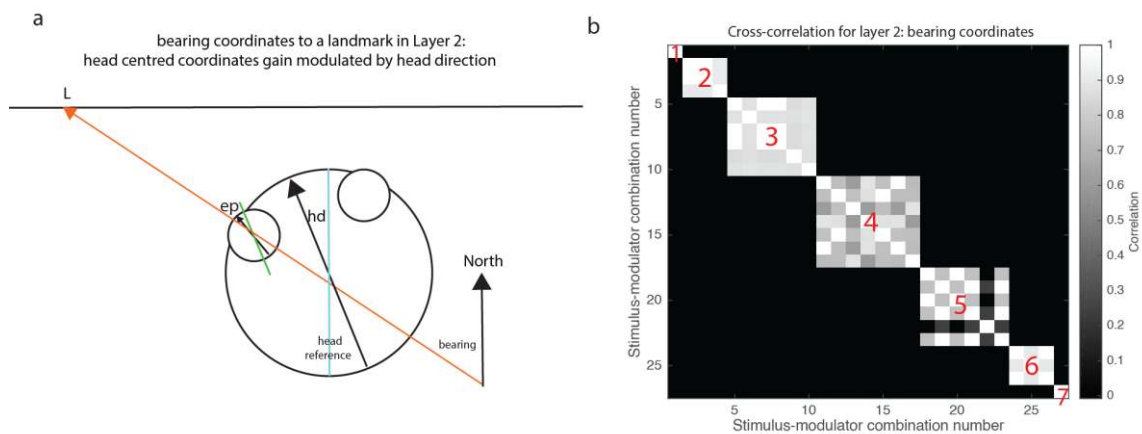 a
bearing coordinates to a landmark in Layer 2:
head centred coordinates gain modulated by head direction
L
ep
hd
North
head
reference
bearing
b
Cross-correlation for layer 2: bearing coordinates
Stimulus-modulator combination number
5
10
15
20
25
1
2
3
4
5
6
7
5
10
15
20
25
Stimulus-modulator combination number
1
0.9
0.8
0.7
0.6
0.5
0.4
0.3
0.2
0.1
0
Correlation